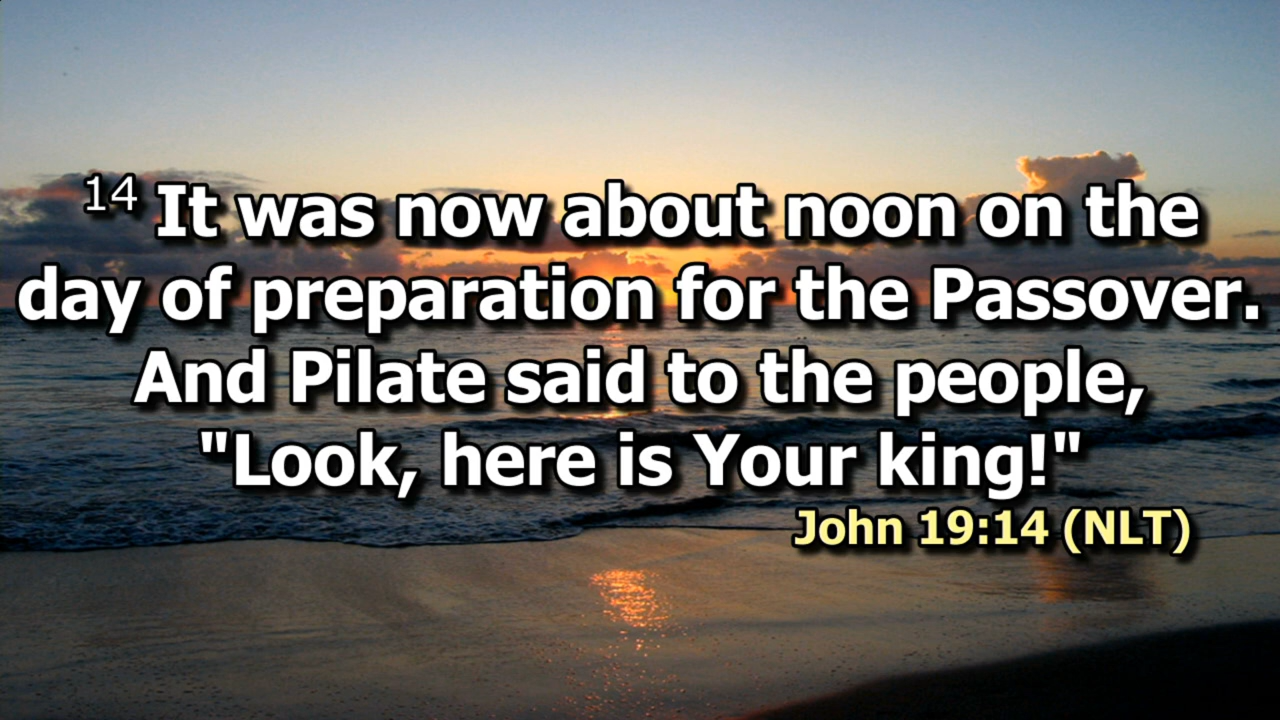 14 It was now about noon on the
day of preparation for the Passover.
And Pilate said to the people,
"Look, here is Your king!"
John 19:14 (NLT)